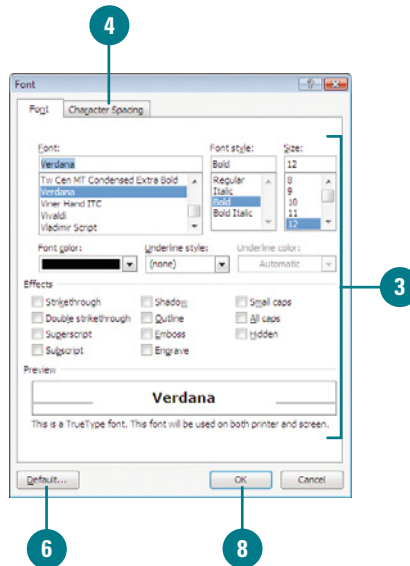 4
Font
Font Character Spacing
Font: Font style: Size:
Verdana Bold 12
Tw Cen MT Condensed Extra Bold Regular 8
Verdana Italic 9
Viner Hand ITC Bold 10
Vivaldi Bold Italic 11
Vladimir Script 12
Font color: Underline style: Underline color:
(none) Automatic
3
Effects
Strikethrough Shadow Small caps
Double strikethrough Outline All caps
Superscript Emboss Hidden
Subscript Engrave
Preview
Verdana
This is a TrueType font. This font will be used on both printer and screen.
Default... OK Cancel
6 8